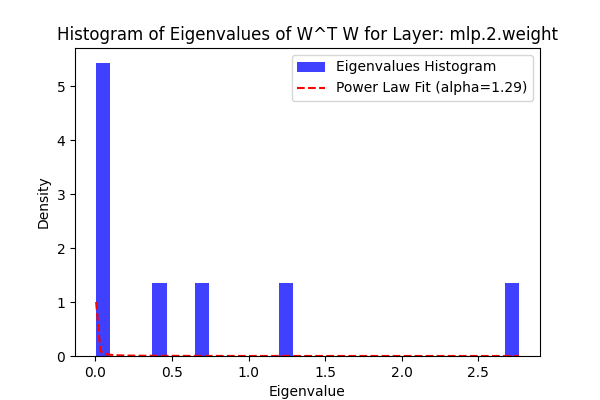 Histogram of Eigenvalues of W^T W for Layer: mlp.2.weight
Eigenvalues Histogram
Power Law Fit (alpha=1.29)
Density
5
4
3
2
1
0
0.0 0.5 1.0 1.5 2.0 2.5
Eigenvalue